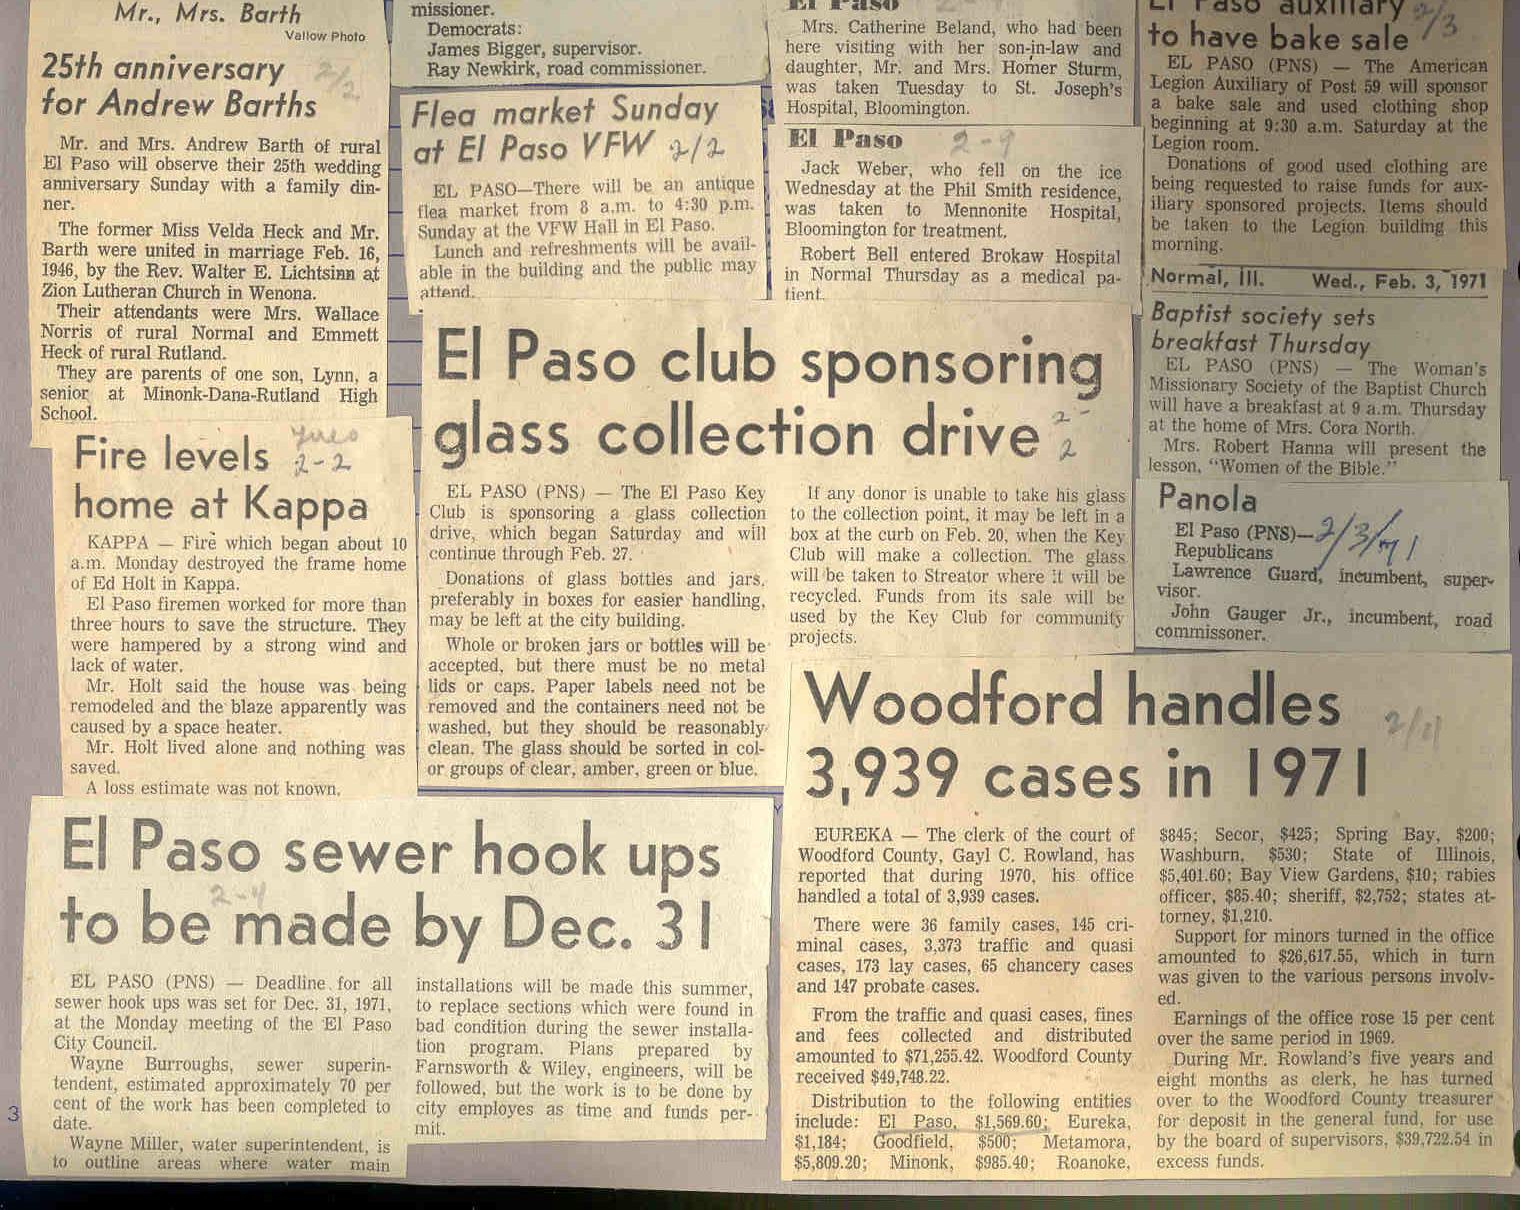 Mr., Mrs. Barth
Vallow Photo
25th anniversary
for Andrew Barths
2/2
Mr. and Mrs. Andrew Barth of rural
El Paso will observe their 25th wedding
anniversary Sunday with a family din-
ner.
The former Miss Velda Heck and Mr.
Barth were united in marriage Feb. 16,
1946, by the Rev. Walter E. Lichtsinn at
Zion Lutheran Church in Wenona.
Their attendants were Mrs. Wallace
Norris of rural Normal and Emmett
Heck of rural Rutland.
They are parents of one son, Lynn, a
senior at Minonk-Dana-Rutland High
School.
Fire levels
home at Kappa
2-2
KAPPA — Fire which began about 10
a.m. Monday destroyed the frame home
of Ed Holt in Kappa.
El Paso firemen worked for more than
three hours to save the structure. They
were hampered by a strong wind and
lack of water.
Mr. Holt said the house was being
remodeled and the blaze apparently was
caused by a space heater.
Mr. Holt lived alone and nothing was
saved.
A loss estimate was not known.
missioner.
Democrats:
James Bigger, supervisor.
Ray Newkirk, road commissioner.
Flea market Sunday
at El Paso VFW 2/2
EL PASO—There will be an antique
flea market from 8 a.m. to 4:30 p.m.
Sunday at the VFW Hall in El Paso.
Lunch and refreshments will be avail-
able in the building and the public may
attend.
El Paso
Mrs. Catherine Beland, who had been
here visiting with her son-in-law and
daughter, Mr. and Mrs. Homer Sturm,
was taken Tuesday to St. Joseph's
Hospital, Bloomington.
El Paso 2-9
Jack Weber, who fell on the ice
Wednesday at the Phil Smith residence,
was taken to Mennonite Hospital,
Bloomington for treatment.
Robert Bell entered Brokaw Hospital
in Normal Thursday as a medical pa-
tient.
El Paso auxiliary
to have bake sale
2/3
EL PASO (PNS) — The American
Legion Auxiliary of Post 59 will sponsor
a bake sale and used clothing shop
beginning at 9:30 a.m. Saturday at the
Legion room.
Donations of good used clothing are
being requested to raise funds for aux-
iliary sponsored projects. Items should
be taken to the Legion building this
morning.
Normal, Ill. Wed., Feb. 3, 1971
Baptist society sets
breakfast Thursday
EL PASO (PNS) — The Woman's
Missionary Society of the Baptist Church
will have a breakfast at 9 a.m. Thursday
at the home of Mrs. Cora North.
Mrs. Robert Hanna will present the
lesson, "Women of the Bible."
Panola
El Paso (PNS)— 2/3/71
Republicans
Lawrence Guard, incumbent, super-
visor.
John Gauger Jr., incumbent, road
commissoner.
El Paso club sponsoring
glass collection drive
2-2
EL PASO (PNS) — The El Paso Key
Club is sponsoring a glass collection
drive, which began Saturday and will
continue through Feb. 27.
Donations of glass bottles and jars,
preferably in boxes for easier handling,
may be left at the city building.
Whole or broken jars or bottles will be
accepted, but there must be no metal
lids or caps. Paper labels need not be
removed and the containers need not be
washed, but they should be reasonably
clean. The glass should be sorted in col-
or groups of clear, amber, green or blue.
If any donor is unable to take his glass
to the collection point, it may be left in a
box at the curb on Feb. 20, when the Key
Club will make a collection. The glass
will be taken to Streator where it will be
recycled. Funds from its sale will be
used by the Key Club for community
projects.
El Paso sewer hook ups
to be made by Dec. 31
2-4
EL PASO (PNS) — Deadline for all
sewer hook ups was set for Dec. 31, 1971,
at the Monday meeting of the El Paso
City Council.
Wayne Burroughs, sewer superin-
tendent, estimated approximately 70 per
cent of the work has been completed to
date.
Wayne Miller, water superintendent, is
to outline areas where water main
installations will be made this summer,
to replace sections which were found in
bad condition during the sewer installa-
tion program. Plans prepared by
Farnsworth & Wiley, engineers, will be
followed, but the work is to be done by
city employes as time and funds per-
mit.
3
Woodford handles
3,939 cases in 1971
2/11
EUREKA — The clerk of the court of
Woodford County, Gayl C. Rowland, has
reported that during 1970, his office
handled a total of 3,939 cases.
There were 36 family cases, 145 cri-
minal cases, 3,373 traffic and quasi
cases, 173 lay cases, 65 chancery cases
and 147 probate cases.
From the traffic and quasi cases, fines
and fees collected and distributed
amounted to $71,255.42. Woodford County
received $49,748.22.
Distribution to the following entities
include: El Paso, $1,569.60; Eureka,
$1,184; Goodfield, $500; Metamora,
$5,809.20; Minonk, $985.40; Roanoke,
$845; Secor, $425; Spring Bay, $200;
Washburn, $530; State of Illinois,
$5,401.60; Bay View Gardens, $10; rabies
officer, $85.40; sheriff, $2,752; states at-
torney, $1,210.
Support for minors turned in the office
amounted to $26,617.55, which in turn
was given to the various persons involv-
ed.
Earnings of the office rose 15 per cent
over the same period in 1969.
During Mr. Rowland's five years and
eight months as clerk, he has turned
over to the Woodford County treasurer
for deposit in the general fund, for use
by the board of supervisors, $39,722.54 in
excess funds.